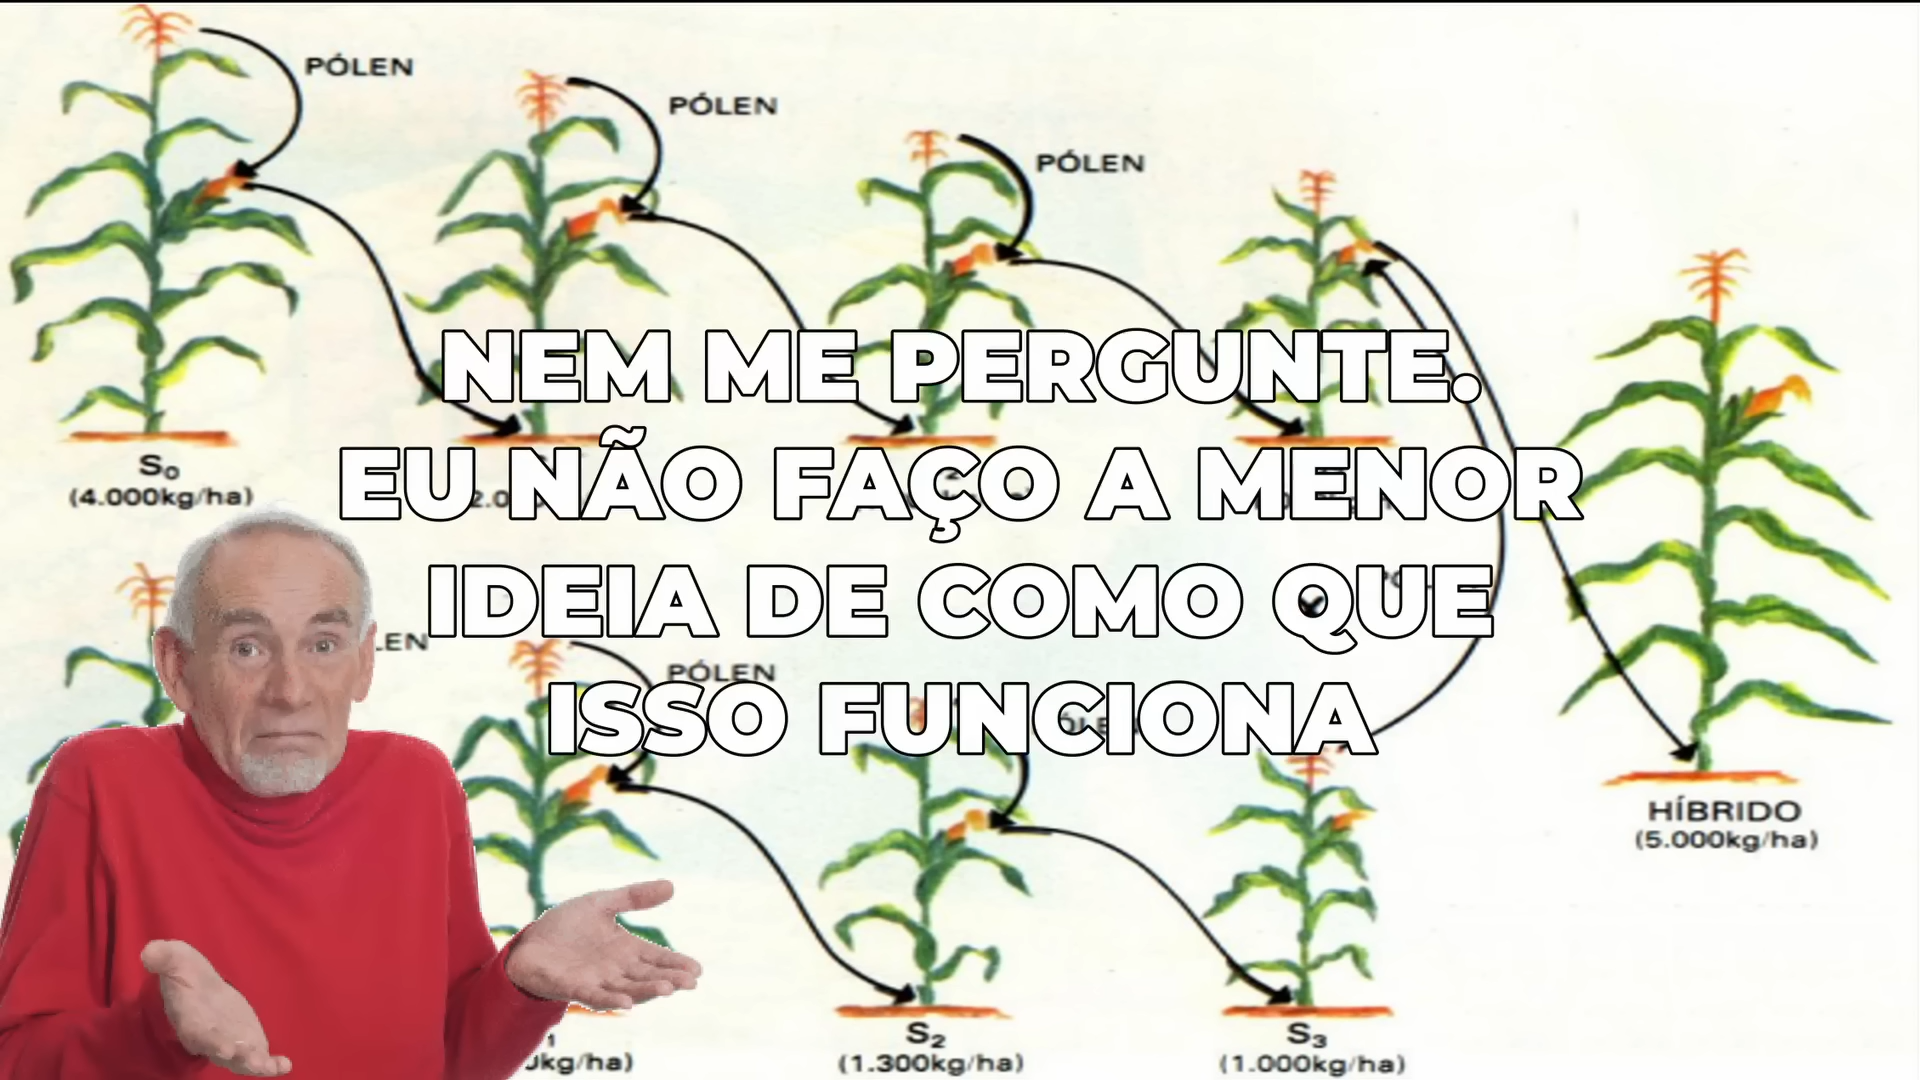 PÓLEN
PÓLEN
PÓLEN
NEM ME PERGUNTE.
EU NÃO FAÇO A MENOR
IDEIA DE COMO QUE
ISSO FUNCIONA
S₀
(4.000kg/ha)
PÓLEN
HÍBRIDO
(5.000kg/ha)
S₂
(1.300kg/ha)
S₃
(1.000kg/ha)